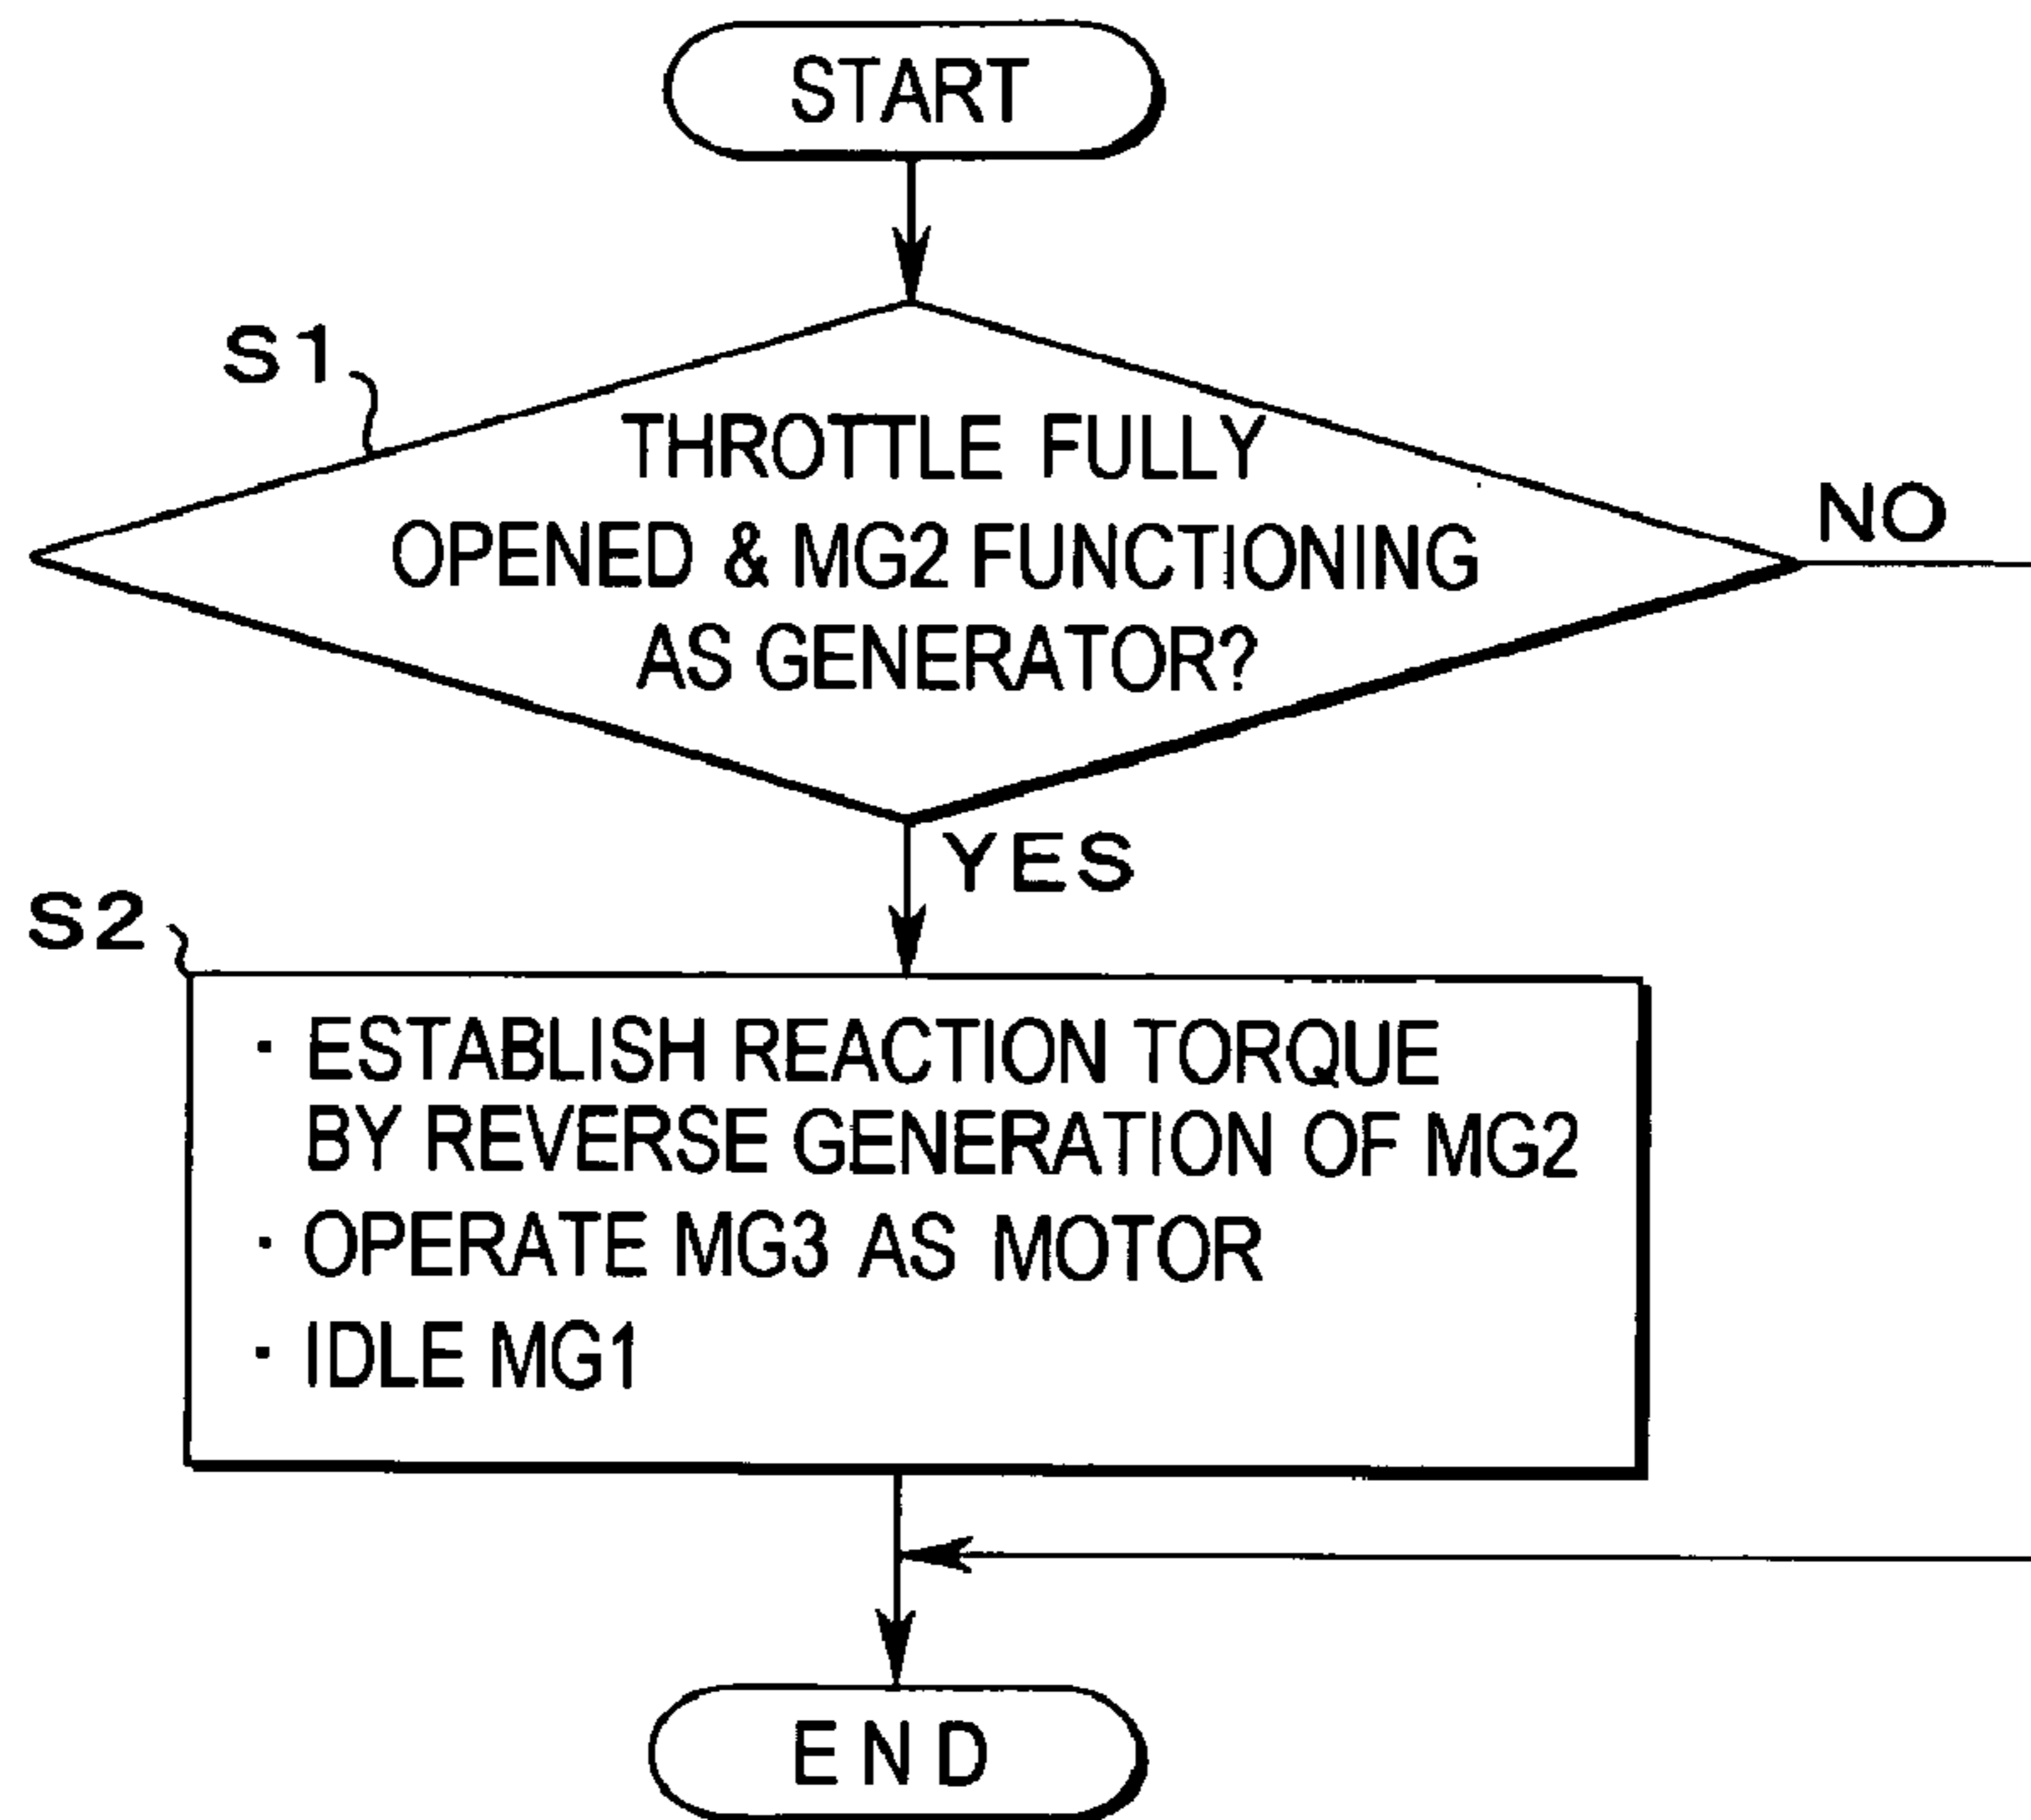 START
S1
THROTTLE FULLY
OPENED & MG2 FUNCTIONING
AS GENERATOR?
NO
YES
S2
· ESTABLISH REACTION TORQUE
BY REVERSE GENERATION OF MG2
· OPERATE MG3 AS MOTOR
· IDLE MG1
END